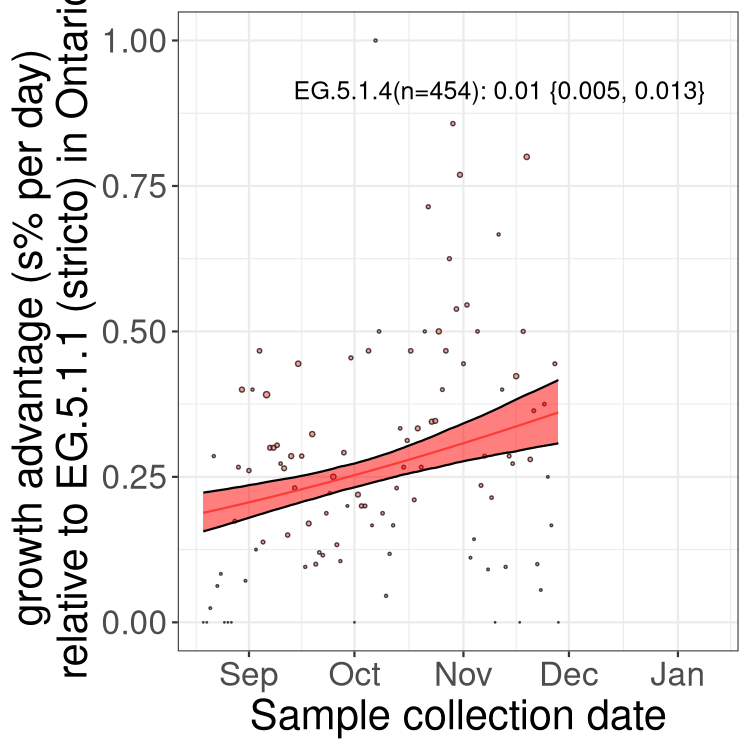 growth advantage (s% per day)
relative to EG.5.1.1 (stricto) in Ontario
1.00
0.75
0.50
0.25
0.00
EG.5.1.4(n=454): 0.01 {0.005, 0.013}
Sep Oct Nov Dec Jan
Sample collection date